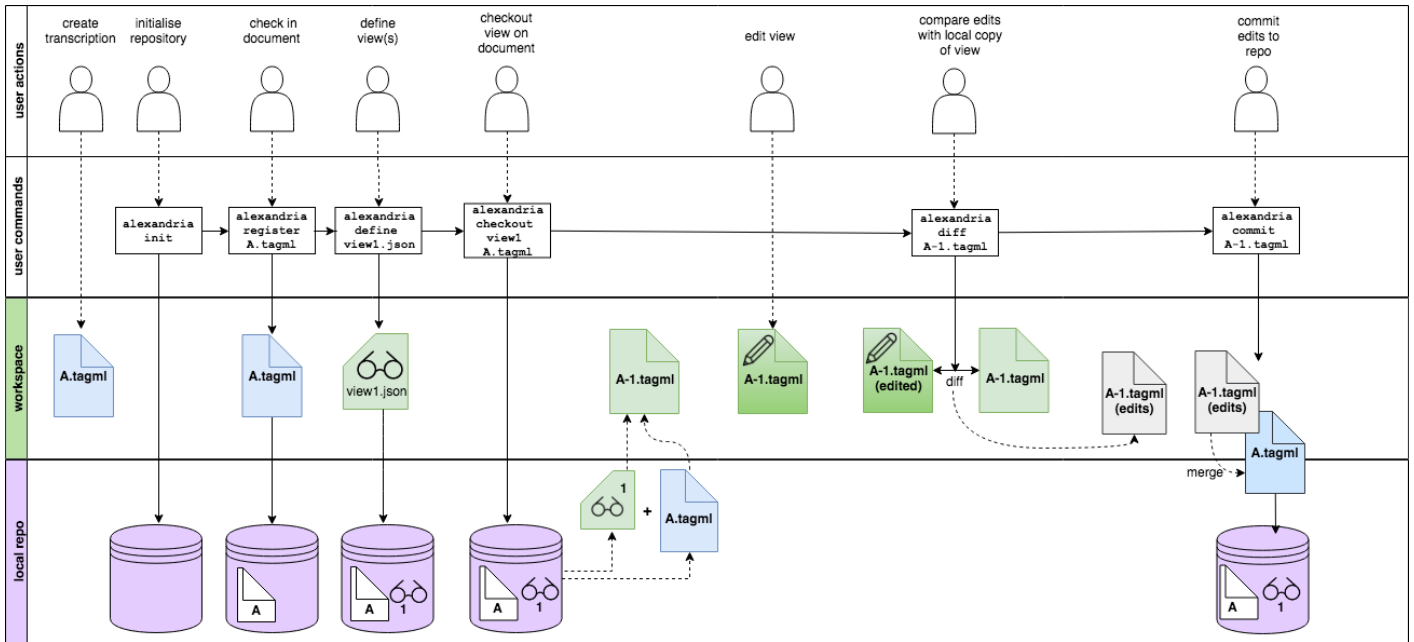 user actions
create
transcription
initialise
repository
check in
document
define
view(s)
checkout
view on
document
edit view
compare edits
with local copy
of view
commit
edits to
repo
user commands
alexandria
init
alexandria
register
A.tagml
alexandria
define
view1.json
alexandria
checkout
view1
A.tagml
alexandria
diff
A-1.tagml
alexandria
commit
A-1.tagml
workspace
A.tagml
A.tagml
view1.json
A-1.tagml
A-1.tagml
A-1.tagml
(edited)
diff
A-1.tagml
A-1.tagml
(edits)
A-1.tagml
(edits)
A.tagml
merge
local repo
A
A
1
A
1
1
+
A.tagml
A
1